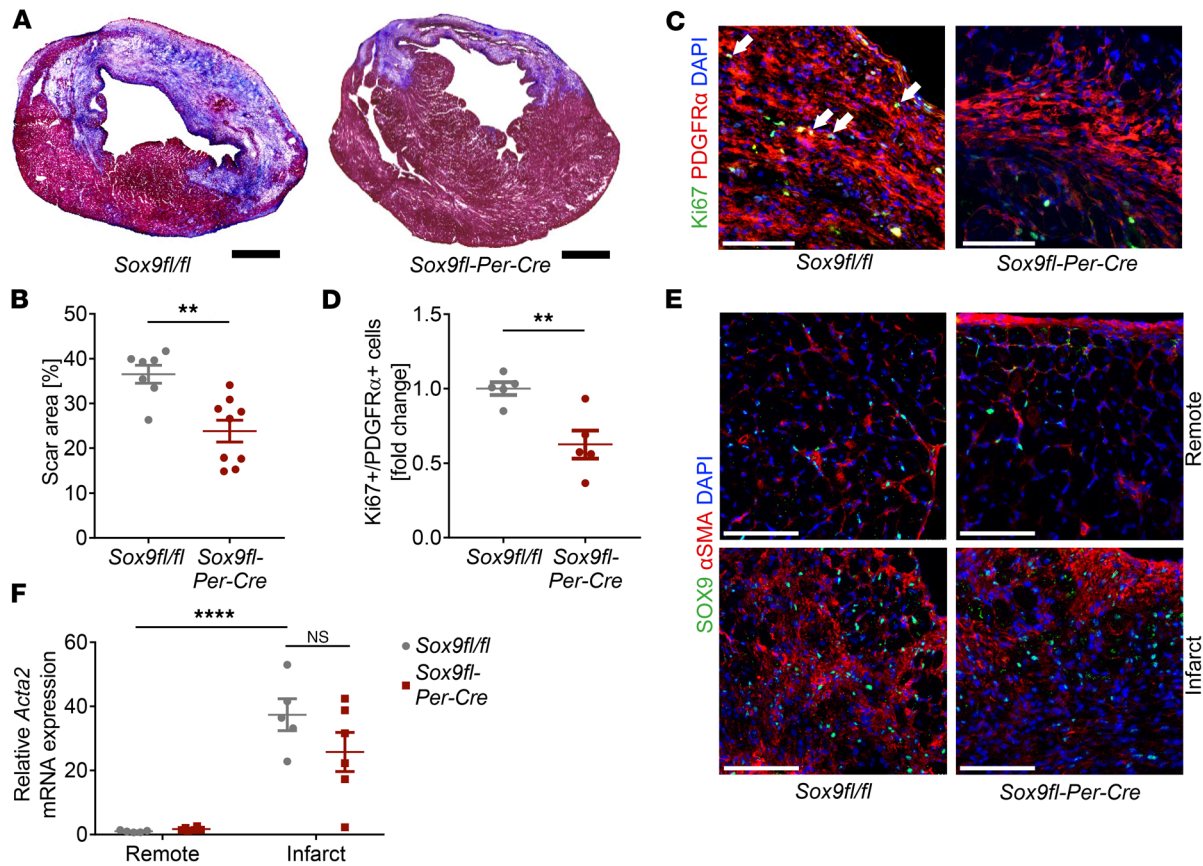 A
Sox9fl/fl
Sox9fl-Per-Cre
C
Ki67 PDGFRα DAPI
Sox9fl/fl
Sox9fl-Per-Cre
B
Scar area [%]
50
40
30
20
10
0
**
Sox9fl/fl
Sox9fl-
Per-Cre
D
Ki67+/PDGFRα+ cells
[fold change]
1.5
1.0
0.5
0.0
**
Sox9fl/fl
Sox9fl-
Per-Cre
E
SOX9 αSMA DAPI
Remote
Infarct
Sox9fl/fl
Sox9fl-Per-Cre
F
Relative Acta2
mRNA expression
60
40
20
0
****
NS
Sox9fl/fl
Sox9fl-
Per-Cre
Remote
Infarct